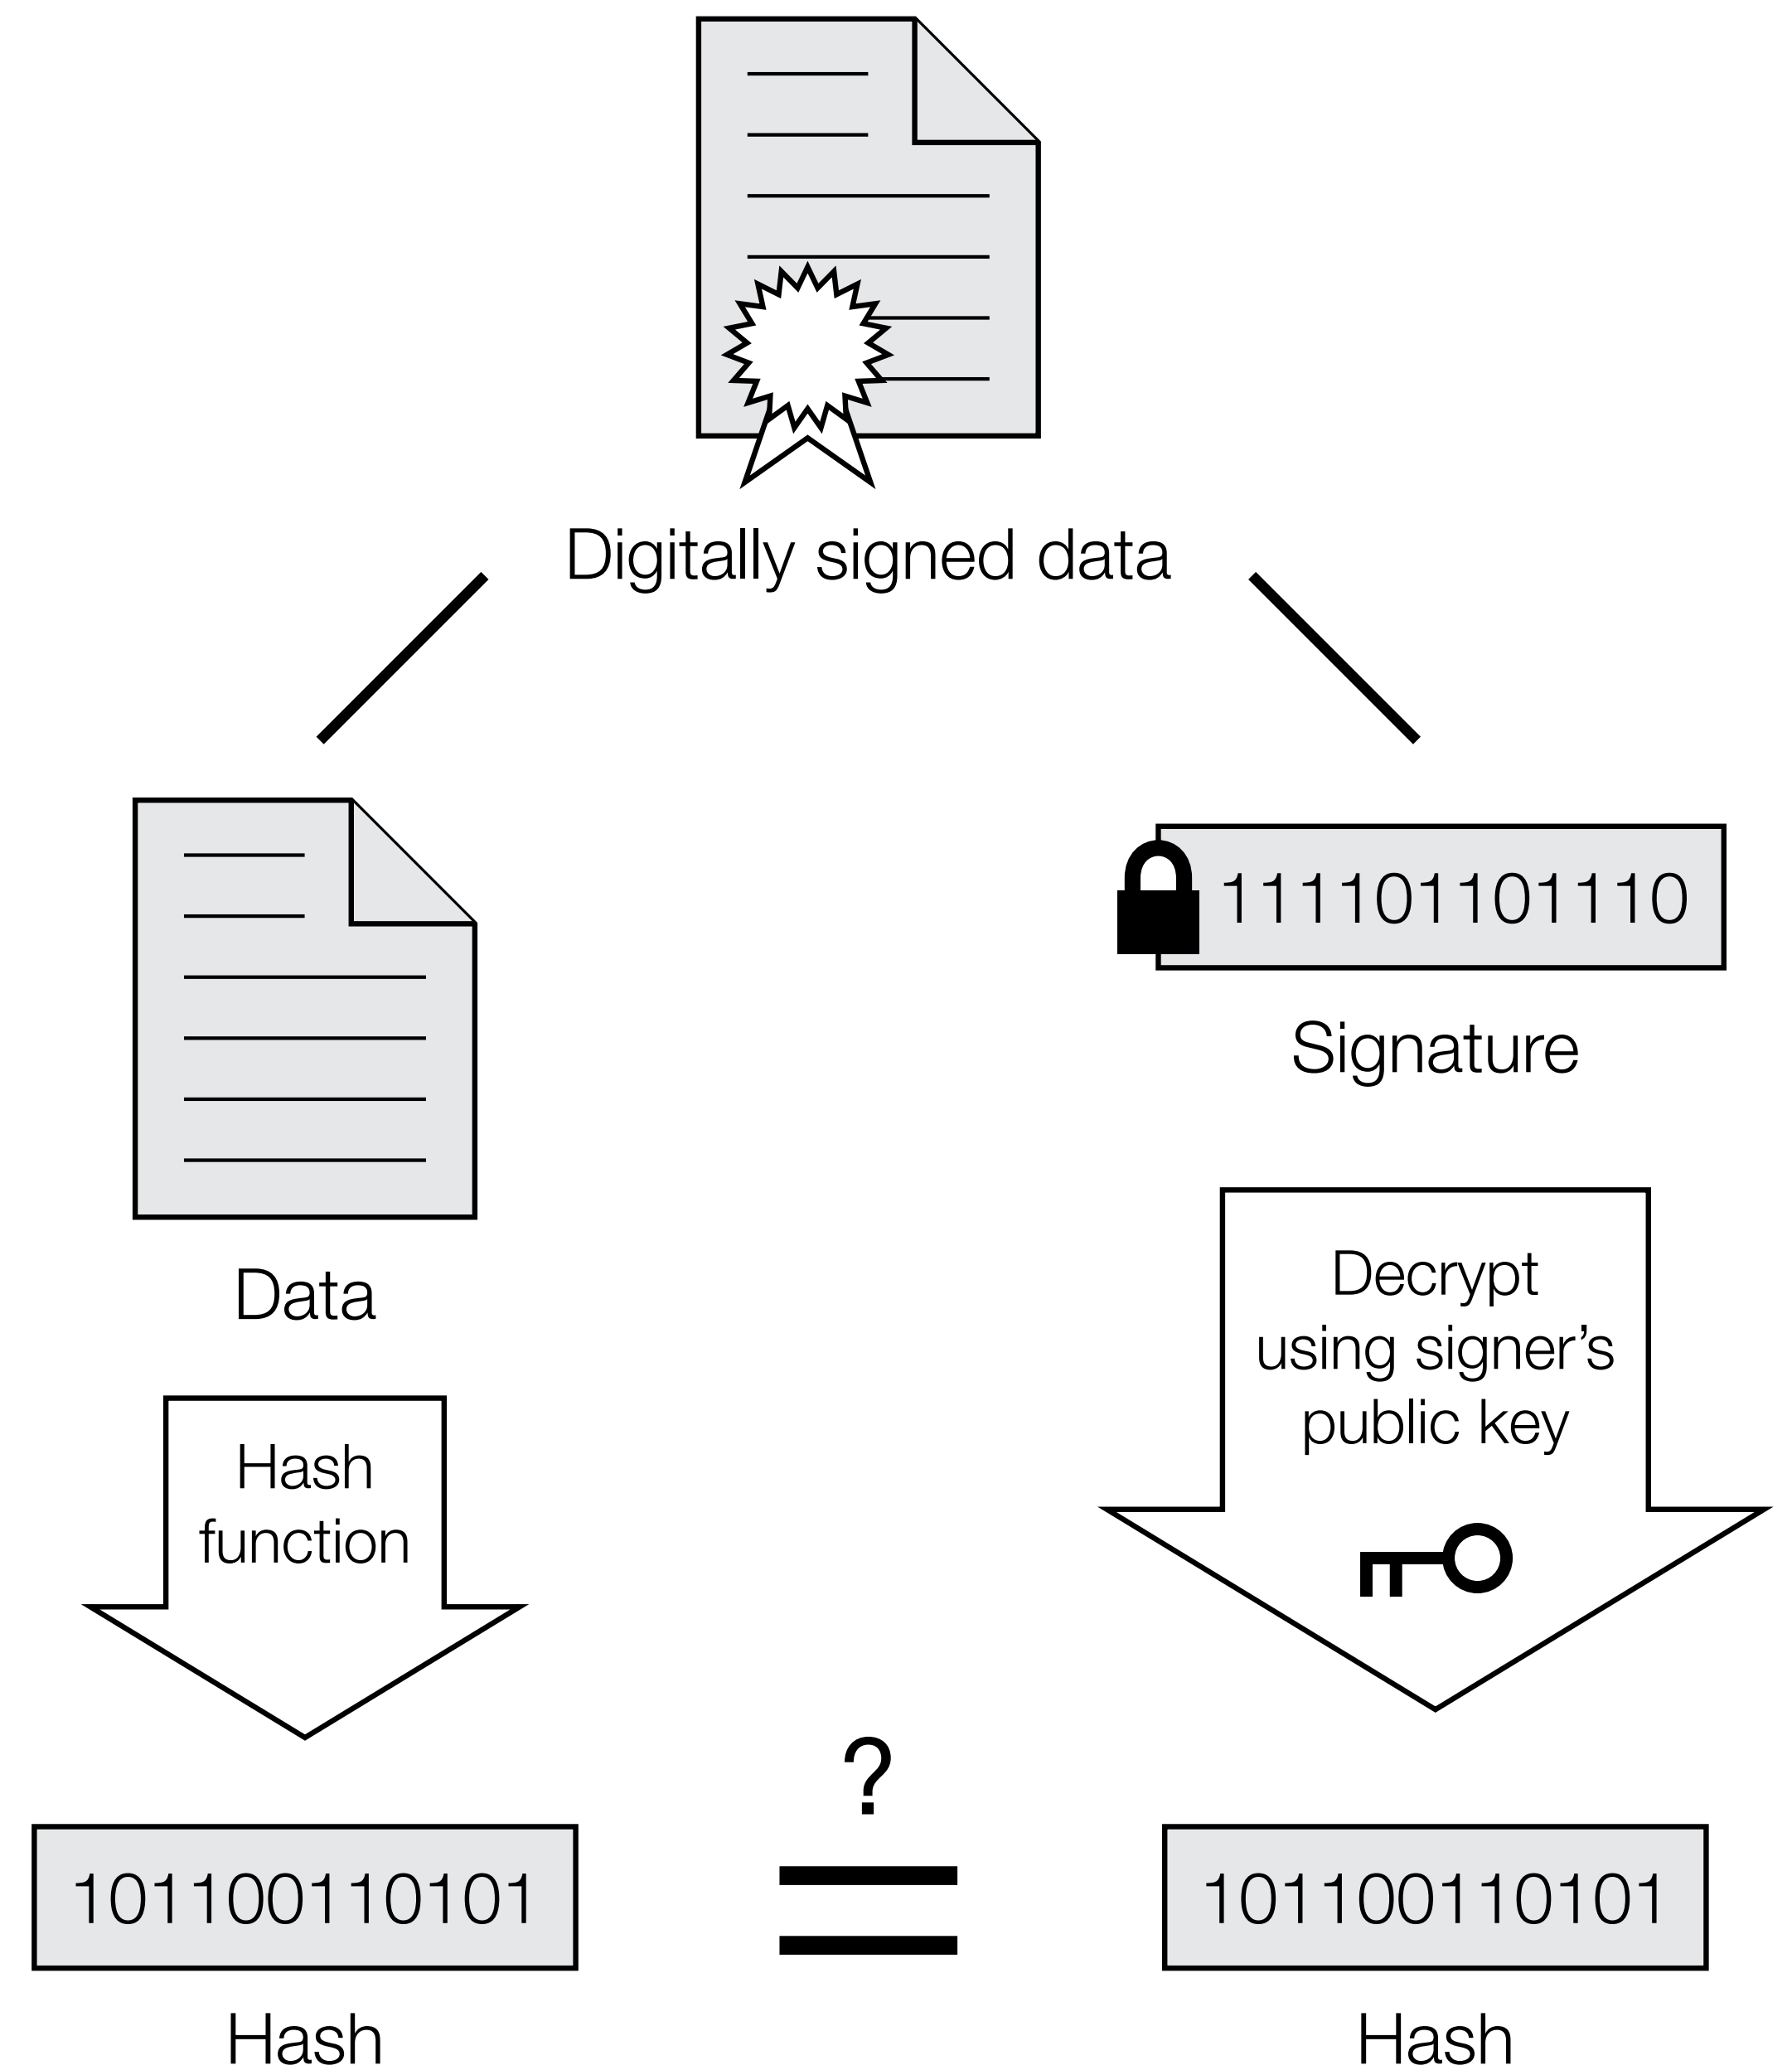 Digitally signed data
111101101110
Signature
Data
Decrypt
using signer’s
public key
Hash
function
?
=
101100110101
101100110101
Hash
Hash